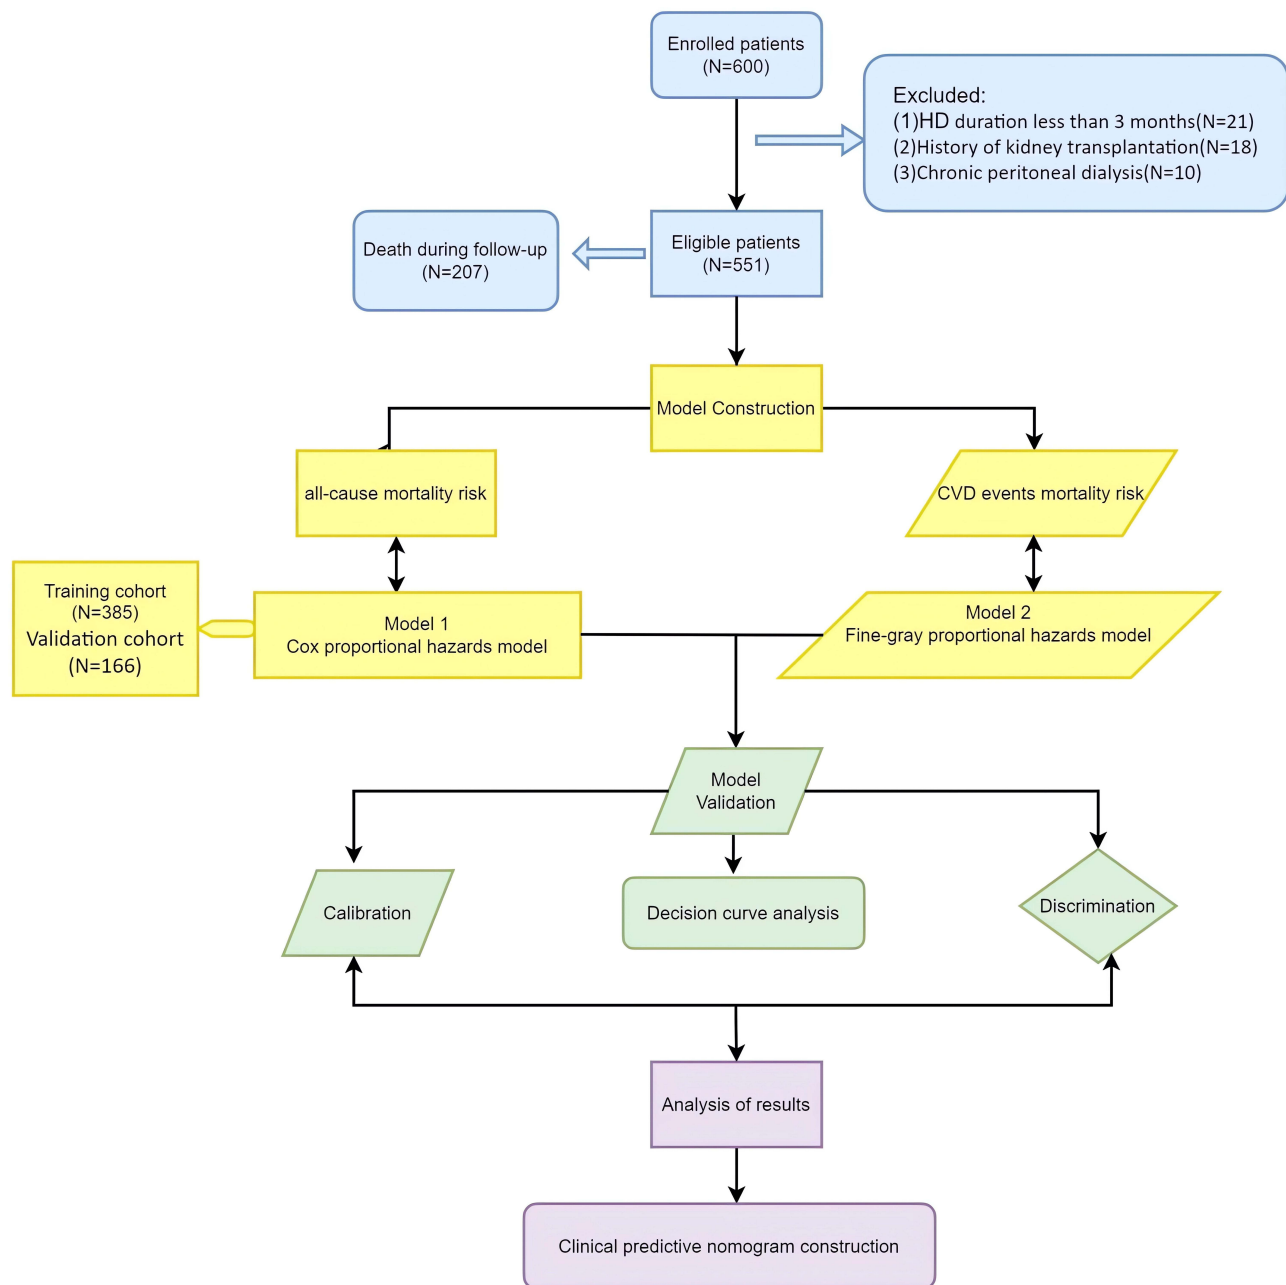 Enrolled patients
(N=600)
Excluded:
(1)HD duration less than 3 months(N=21)
(2)History of kidney transplantation(N=18)
(3)Chronic peritoneal dialysis(N=10)
Death during follow-up
(N=207)
Eligible patients
(N=551)
Model Construction
all-cause mortality risk
CVD events mortality risk
Training cohort
(N=385)
Validation cohort
(N=166)
Model 1
Cox proportional hazards model
Model 2
Fine-gray proportional hazards model
Model
Validation
Calibration
Decision curve analysis
Discrimination
Analysis of results
Clinical predictive nomogram construction